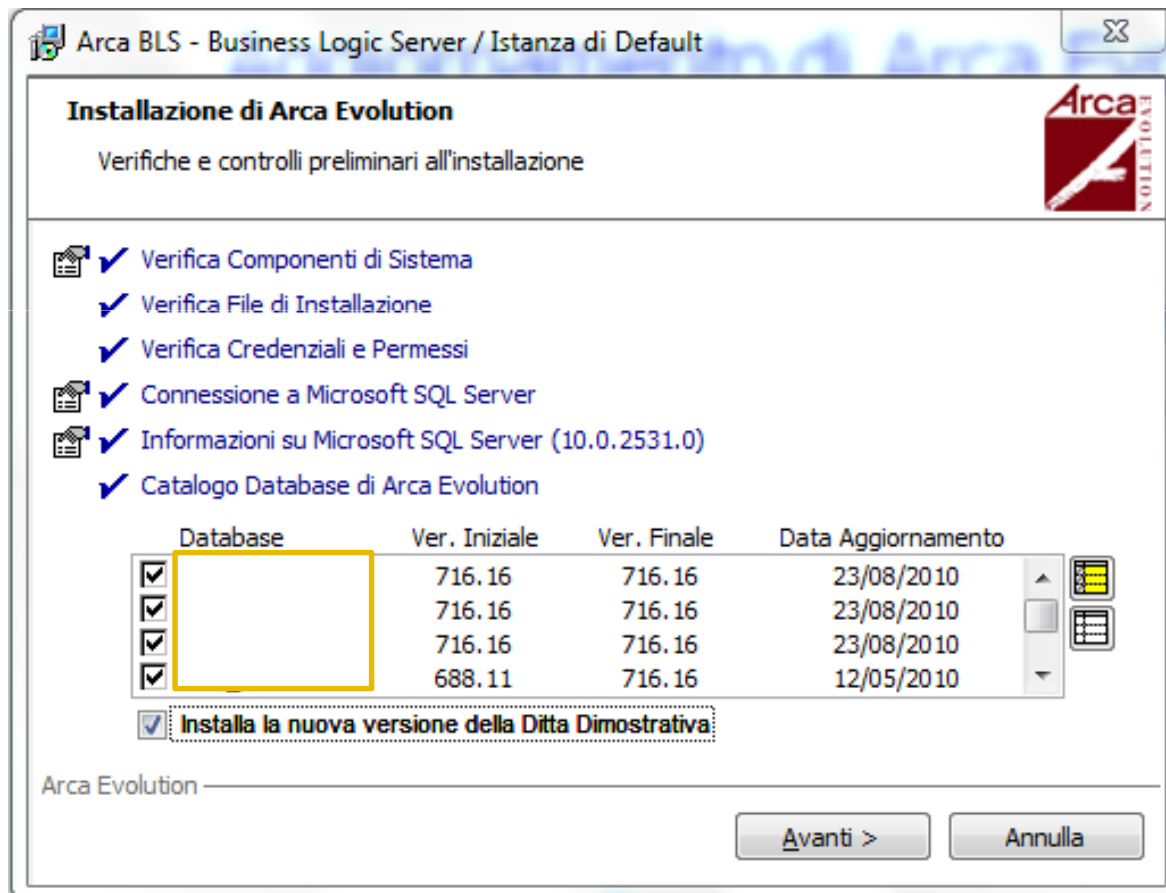 Arca BLS - Business Logic Server / Istanza di Default
Aggiornamento di Arca Evo
Installazione di Arca Evolution
Verifiche e controlli preliminari all'installazione
Arca
EVOLUTION
Verifica Componenti di Sistema
Verifica File di Installazione
Verifica Credenziali e Permessi
Connessione a Microsoft SQL Server
Informazioni su Microsoft SQL Server (10.0.2531.0)
Catalogo Database di Arca Evolution
Database Ver. Iniziale Ver. Finale Data Aggiornamento
716.16 716.16 23/08/2010
716.16 716.16 23/08/2010
716.16 716.16 23/08/2010
688.11 716.16 12/05/2010
Installa la nuova versione della Ditta Dimostrativa
Arca Evolution
Avanti > Annulla